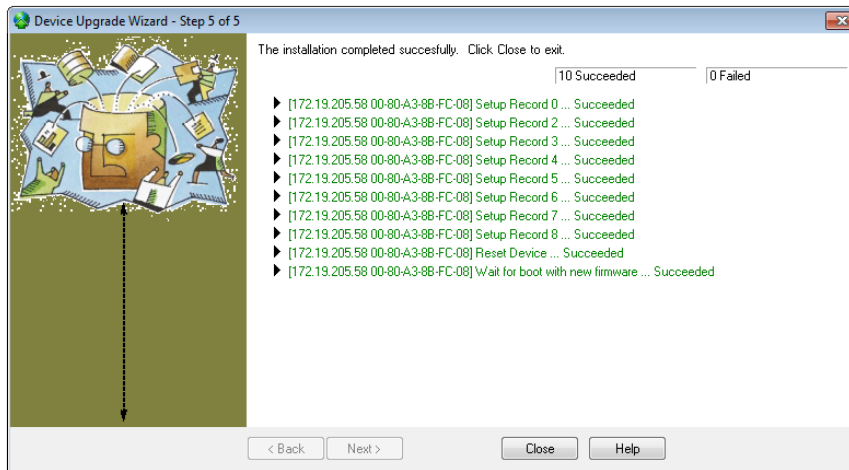 Device Upgrade Wizard - Step 5 of 5
The installation completed succesfully. Click Close to exit.
10 Succeeded 0 Failed
[172.19.205.58 00-80-A3-8B-FC-08] Setup Record 0 ... Succeeded
[172.19.205.58 00-80-A3-8B-FC-08] Setup Record 2 ... Succeeded
[172.19.205.58 00-80-A3-8B-FC-08] Setup Record 3 ... Succeeded
[172.19.205.58 00-80-A3-8B-FC-08] Setup Record 4 ... Succeeded
[172.19.205.58 00-80-A3-8B-FC-08] Setup Record 5 ... Succeeded
[172.19.205.58 00-80-A3-8B-FC-08] Setup Record 6 ... Succeeded
[172.19.205.58 00-80-A3-8B-FC-08] Setup Record 7 ... Succeeded
[172.19.205.58 00-80-A3-8B-FC-08] Setup Record 8 ... Succeeded
[172.19.205.58 00-80-A3-8B-FC-08] Reset Device ... Succeeded
[172.19.205.58 00-80-A3-8B-FC-08] Wait for boot with new firmware ... Succeeded
< Back Next > Close Help